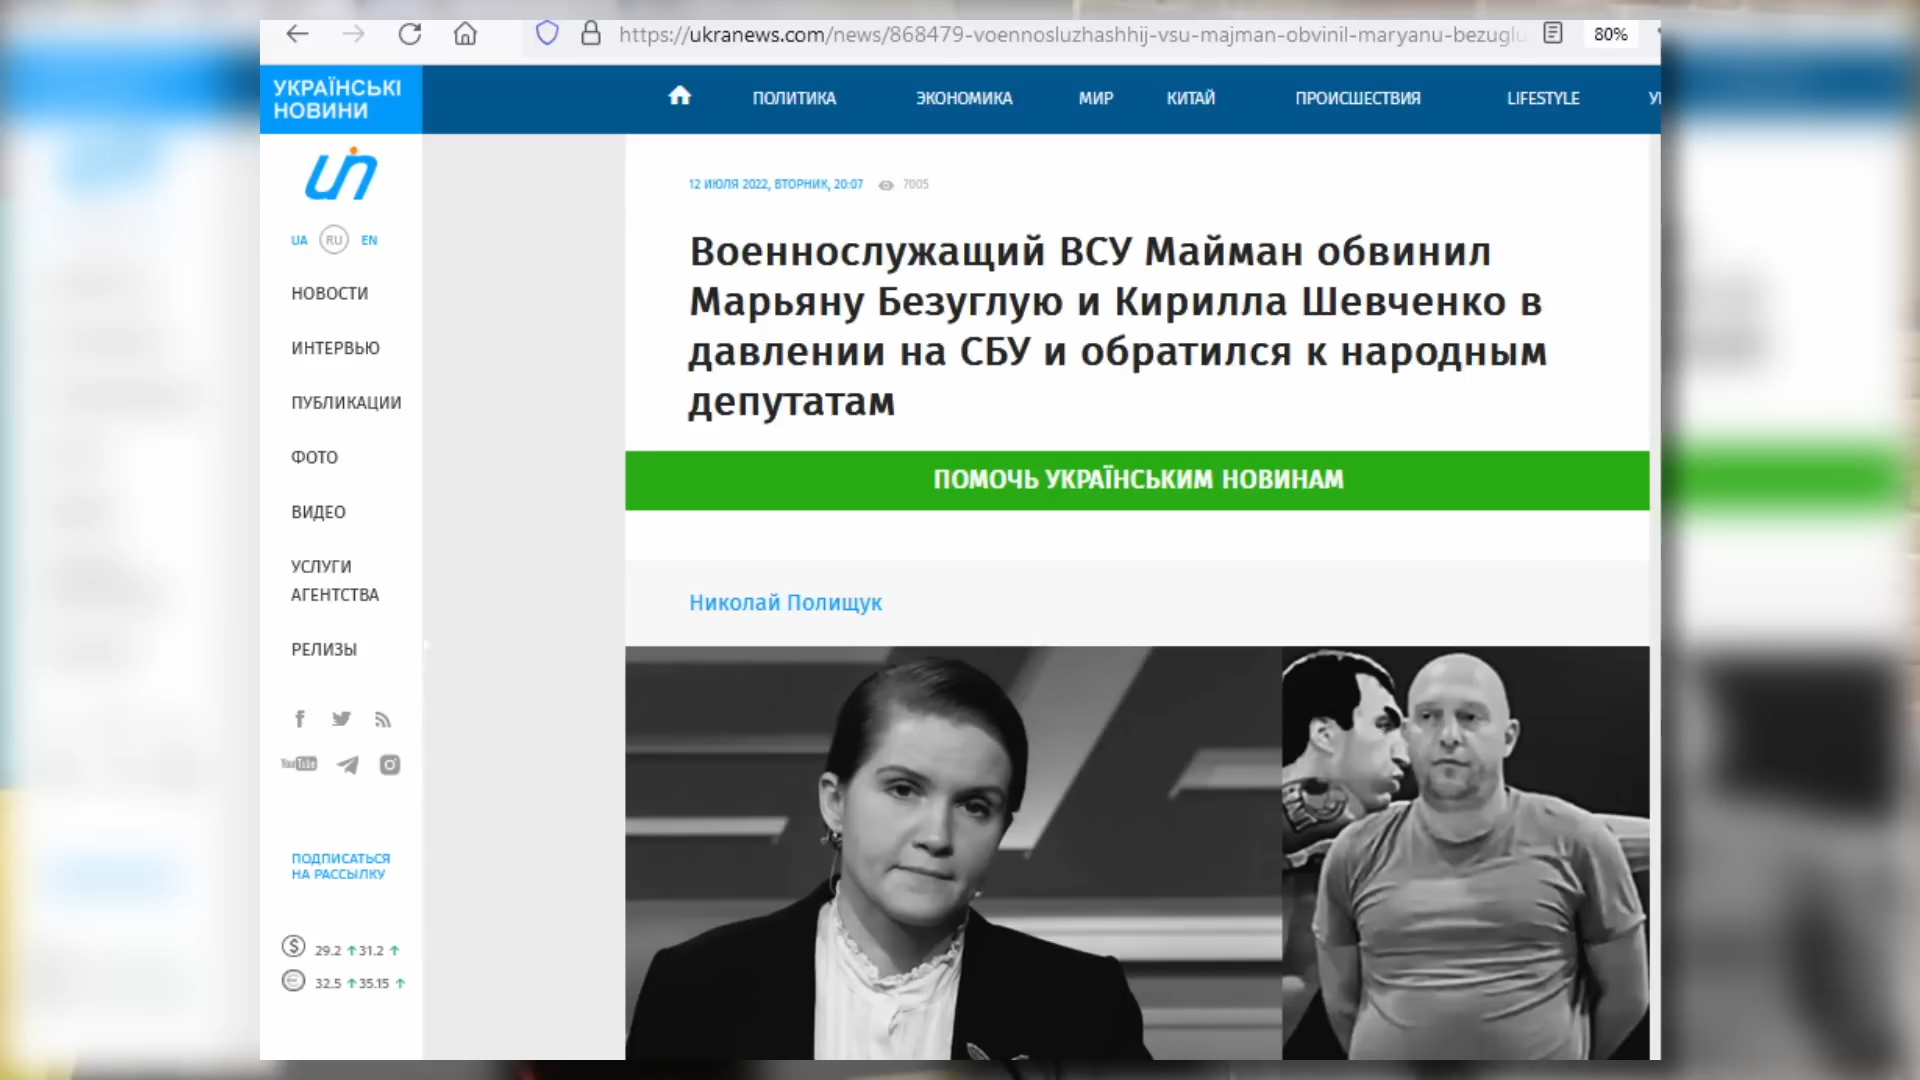 https://ukranews.com/news/868479-voennosluzhashhij-vsu-majman-obvinil-maryanu-bezuglu
80%
УКРАЇНСЬКІ
НОВИНИ
ПОЛИТИКА
ЭКОНОМИКА
МИР
КИТАЙ
ПРОИСШЕСТВИЯ
LIFESTYLE
UA RU EN
НОВОСТИ
ИНТЕРВЬЮ
ПУБЛИКАЦИИ
ФОТО
ВИДЕО
УСЛУГИ
АГЕНТСТВА
РЕЛИЗЫ
YouTube
ПОДПИСАТЬСЯ
НА РАССЫЛКУ
$ 29.2 ↑31.2 ↑
€ 32.5 ↑35.15 ↑
12 ИЮЛЯ 2022, ВТОРНИК, 20:07 7005
Военнослужащий ВСУ Майман обвинил
Марьяну Безуглую и Кирилла Шевченко в
давлении на СБУ и обратился к народным
депутатам
ПОМОЧЬ УКРАЇНСЬКИМ НОВИНАМ
Николай Полищук